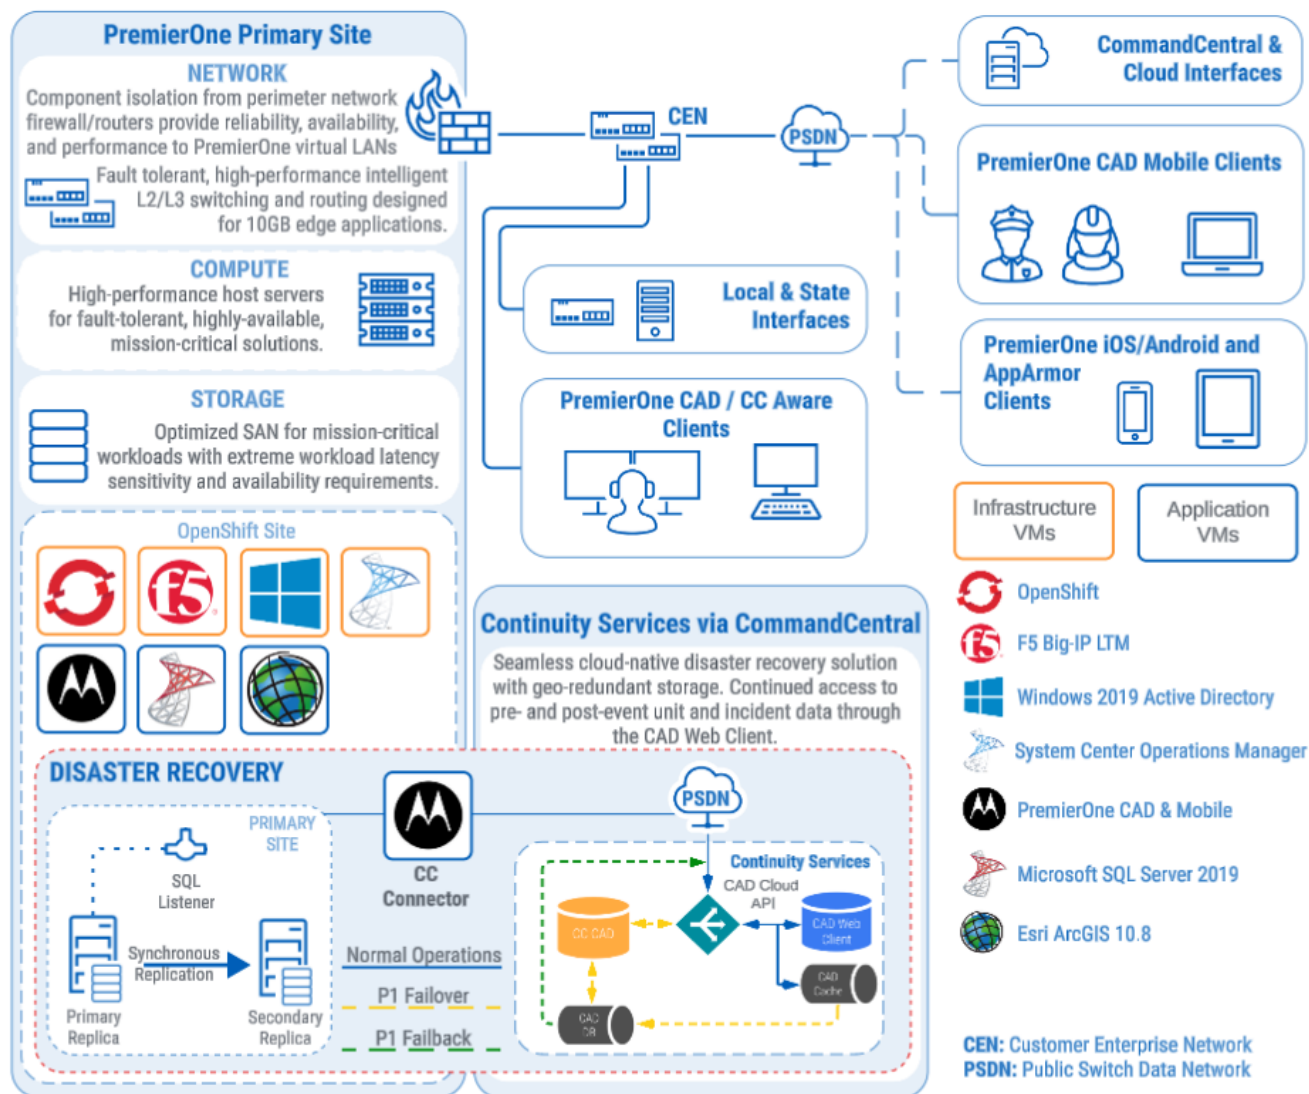 PremierOne Primary Site
NETWORK
Component isolation from perimeter network
firewall/routers provide reliability, availability,
and performance to PremierOne virtual LANs
Fault tolerant, high-performance intelligent
L2/L3 switching and routing designed
for 10GB edge applications.
COMPUTE
High-performance host servers
for fault-tolerant, highly-available,
mission-critical solutions.
STORAGE
Optimized SAN for mission-critical
workloads with extreme workload latency
sensitivity and availability requirements.
OpenShift Site
f5
CEN
PSDN
CommandCentral &
Cloud Interfaces
PremierOne CAD Mobile Clients
Local & State
Interfaces
PremierOne iOS/Android and
AppArmor
Clients
PremierOne CAD / CC Aware
Clients
Infrastructure
VMs
Application
VMs
OpenShift
f5
F5 Big-IP LTM
Windows 2019 Active Directory
System Center Operations Manager
PremierOne CAD & Mobile
Microsoft SQL Server 2019
Esri ArcGIS 10.8
Continuity Services via CommandCentral
Seamless cloud-native disaster recovery solution
with geo-redundant storage. Continued access to
pre- and post-event unit and incident data through
the CAD Web Client.
DISASTER RECOVERY
PRIMARY
SITE
SQL
Listener
Synchronous
Replication
Primary
Replica
Secondary
Replica
CC
Connector
Normal Operations
P1 Failover
P1 Failback
PSDN
Continuity Services
CAD Cloud
API
CC CAD
CAD Web
Client
CAD
Cache
CAD
DR
CEN: Customer Enterprise Network
PSDN: Public Switch Data Network